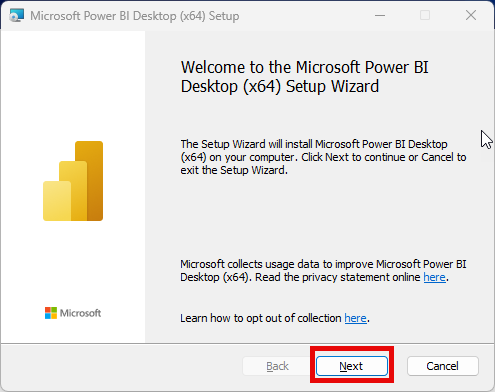 Microsoft Power BI Desktop (x64) Setup
Welcome to the Microsoft Power BI
Desktop (x64) Setup Wizard
The Setup Wizard will install Microsoft Power BI Desktop
(x64) on your computer. Click Next to continue or Cancel to
exit the Setup Wizard.
Microsoft collects usage data to improve Microsoft Power BI
Desktop (x64). Read the privacy statement online here.
Microsoft
Learn how to opt out of collection here.
Back
Next
Cancel